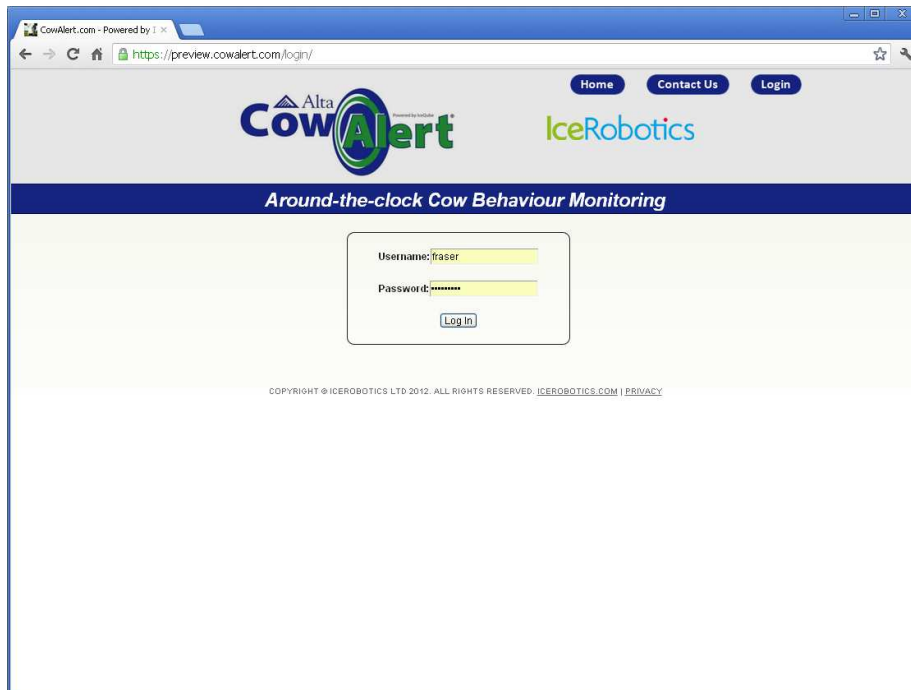 CowAlert.com - Powered by I
https://preview.cowalert.com/login/
Home
Contact Us
Login
Alta
CowAlert
IceRobotics
Around-the-clock Cow Behaviour Monitoring
Username:
fraser
Password:
•••••••••
Log In
COPYRIGHT © ICEROBOTICS LTD 2012. ALL RIGHTS RESERVED. ICEROBOTICS.COM | PRIVACY